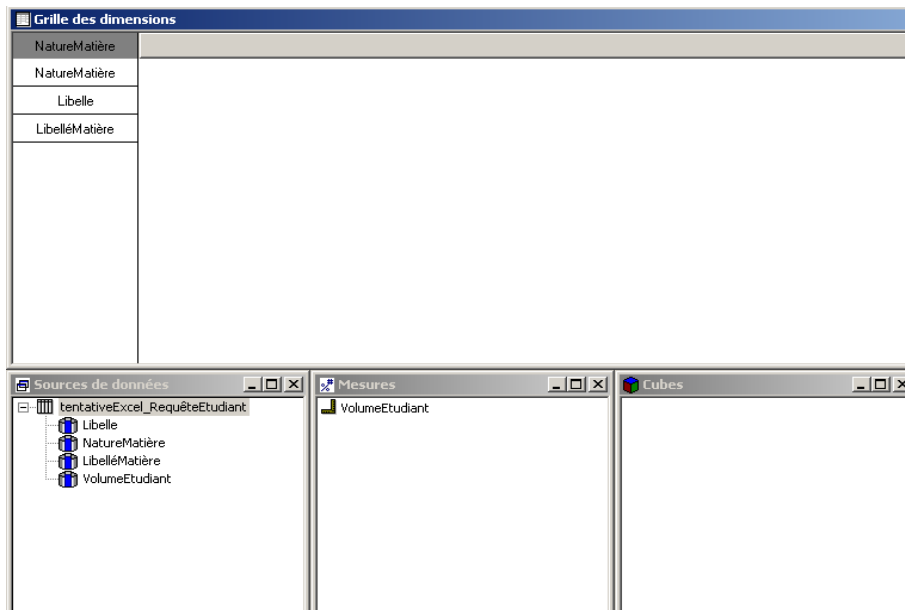 Grille des dimensions
NatureMatière
NatureMatière
Libelle
LibelléMatière
Sources de données
tentativeExcel_RequêteEtudiant
Libelle
NatureMatière
LibelléMatière
VolumeEtudiant
Mesures
VolumeEtudiant
Cubes